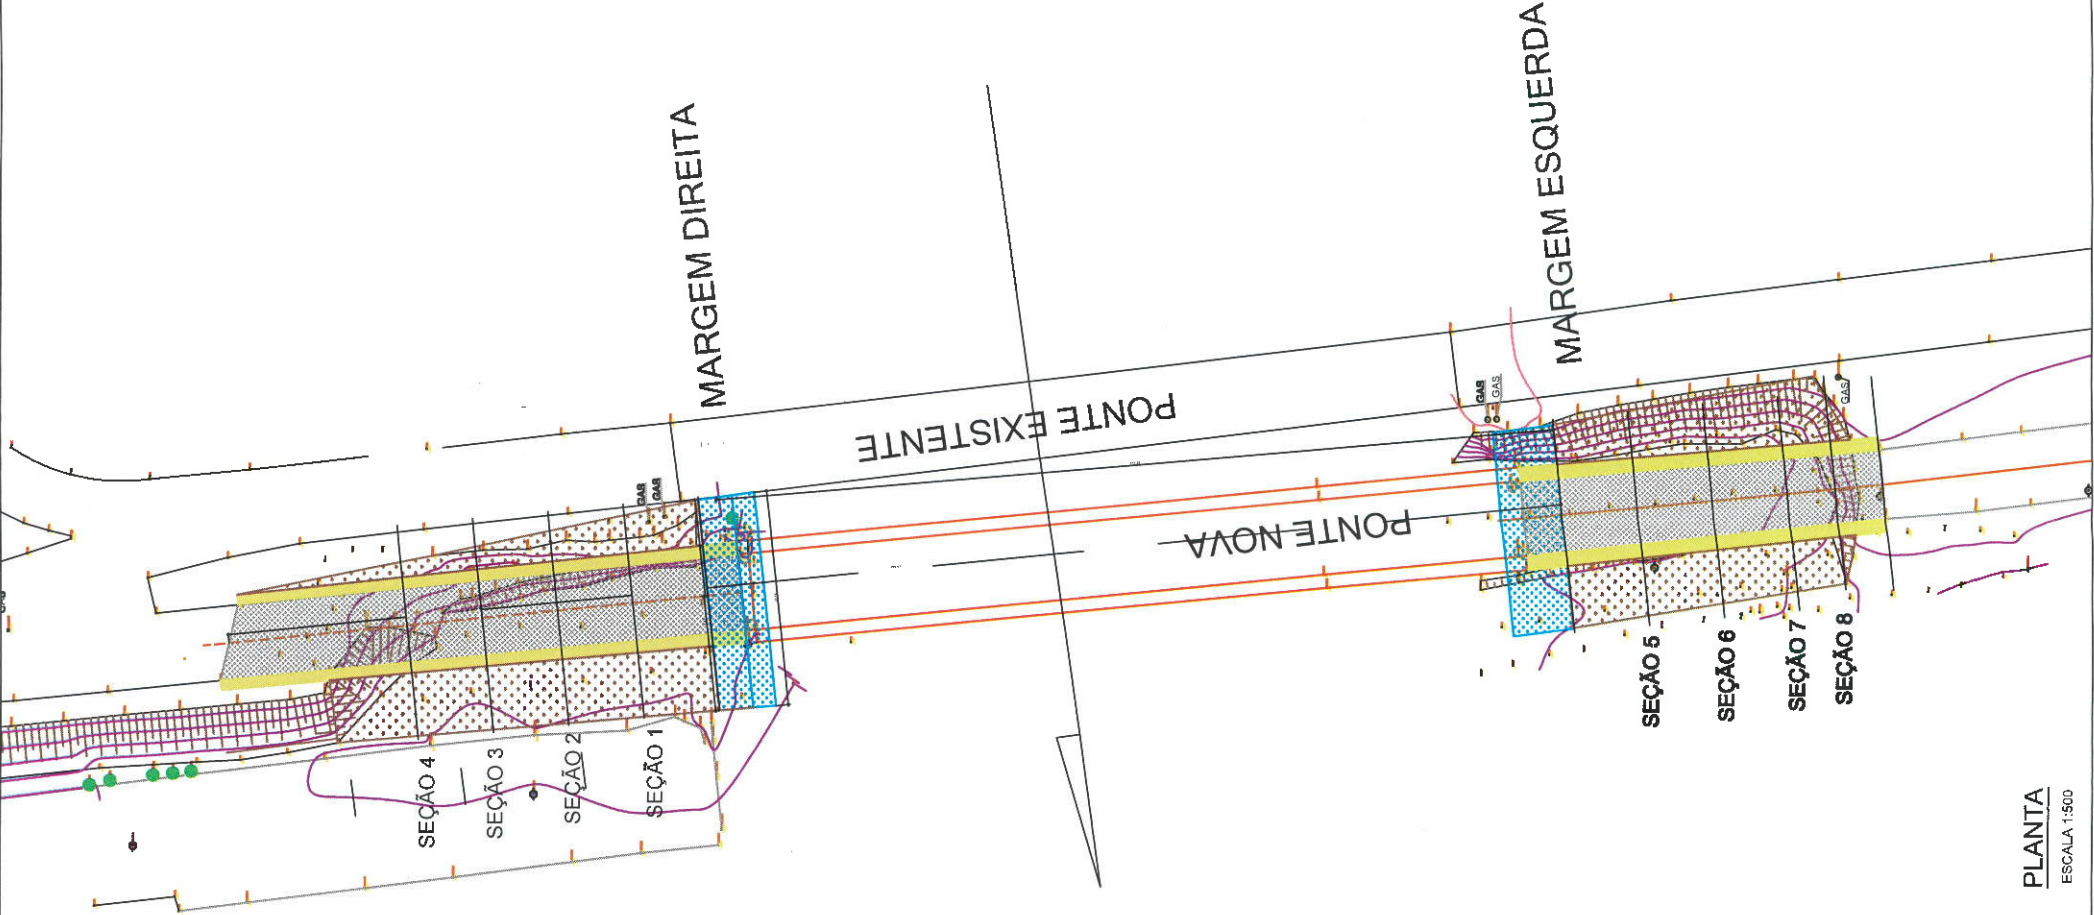 MARGEM DIREITA
MARGEM ESQUERDA
PONTE EXISTENTE
PONTE NOVA
GAS
GAS
GAS
GAS
GAS
SEÇÃO 4
SEÇÃO 3
SEÇÃO 2
SEÇÃO 1
SEÇÃO 5
SEÇÃO 6
SEÇÃO 7
SEÇÃO 8
PLANTA
ESCALA 1:500